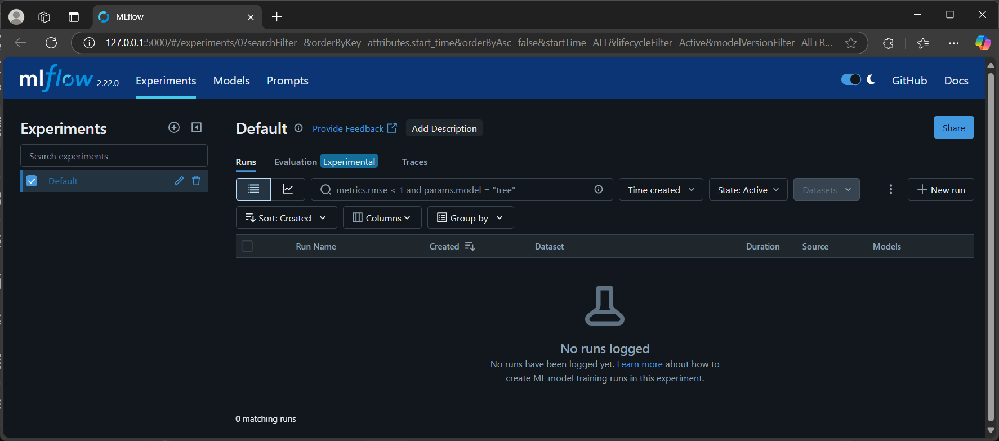 MLflow
127.0.0.1:5000/#/experiments/0?searchFilter=&orderByKey=attributes.start_time&orderByAsc=false&startTime=ALL&lifecycleFilter=Active&modelVersionFilter=All+R...
mlflow 2.22.0 Experiments Models Prompts GitHub Docs
Experiments
Search experiments
Default
Default Provide Feedback Add Description Share
Runs Evaluation Experimental Traces
metrics.rmse < 1 and params.model = "tree" Time created State: Active Datasets New run
Sort: Created Columns Group by
Run Name Created Dataset Duration Source Models
No runs logged
No runs have been logged yet. Learn more about how to
create ML model training runs in this experiment.
0 matching runs